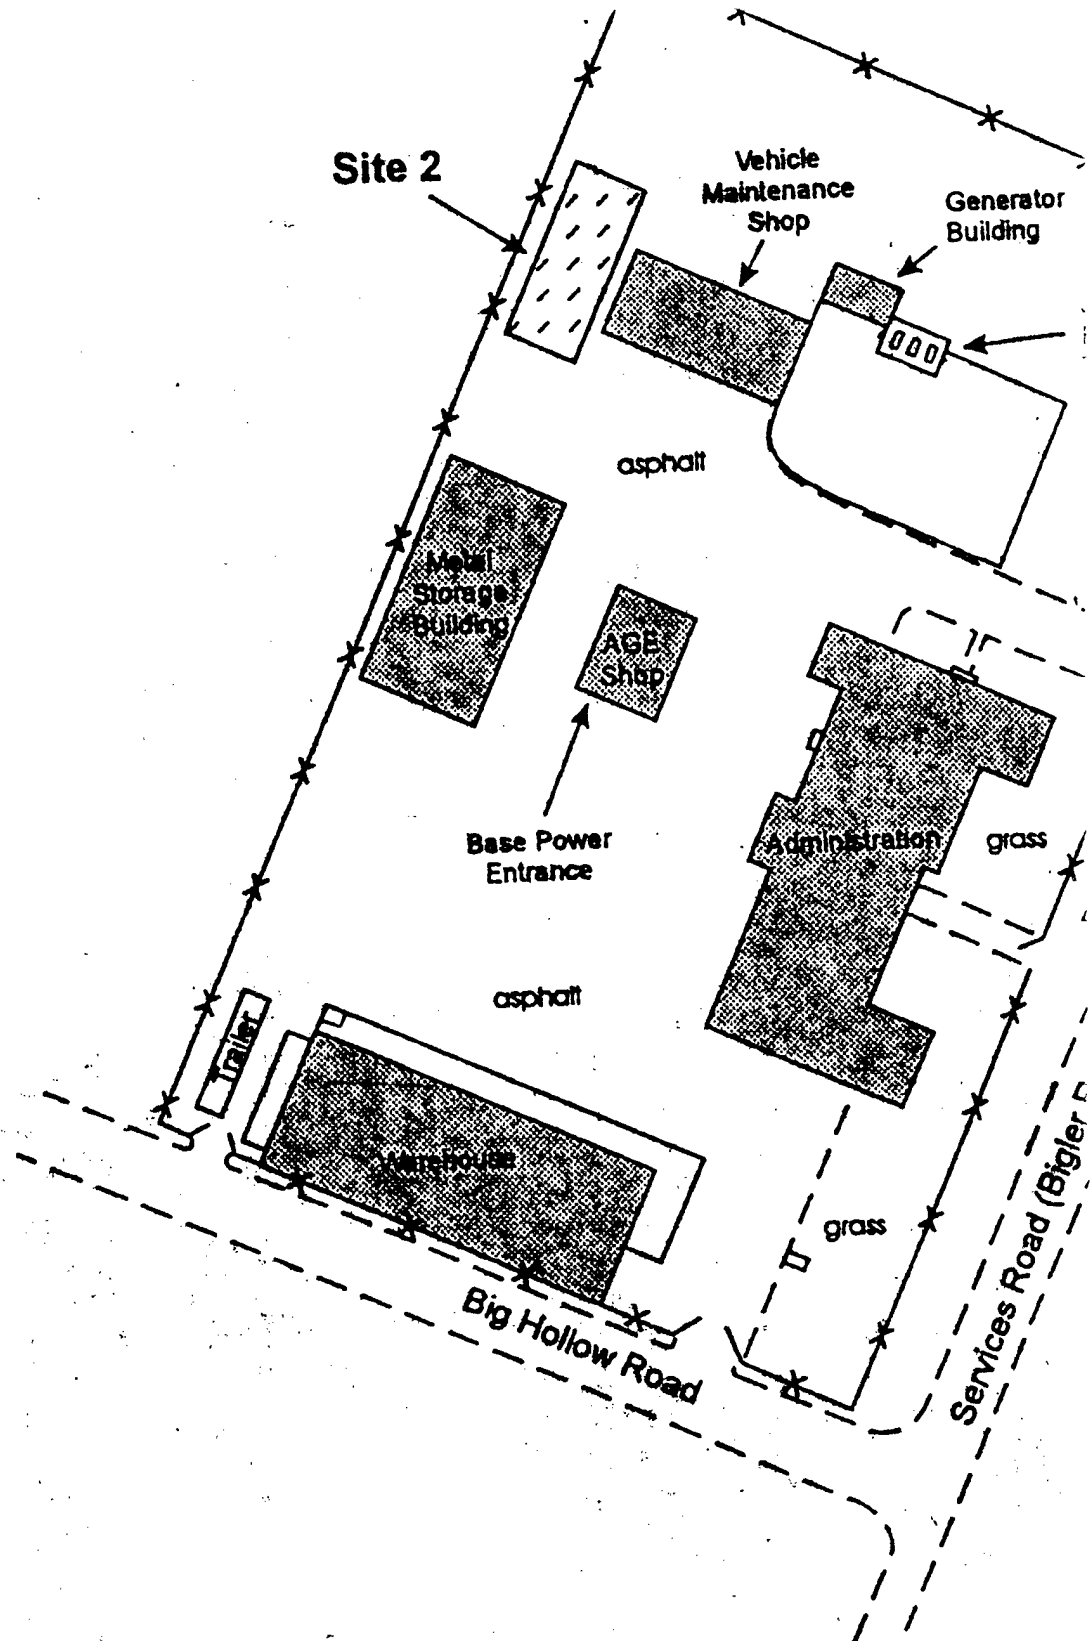 Site 2
Vehicle
Maintenance
Shop
Generator
Building
asphalt
Metal
Storage
Building
AGE
Shop
Base Power
Entrance
Administration
grass
asphalt
Trailer
Warehouse
grass
Big Hollow Road
Services Road (Bigler